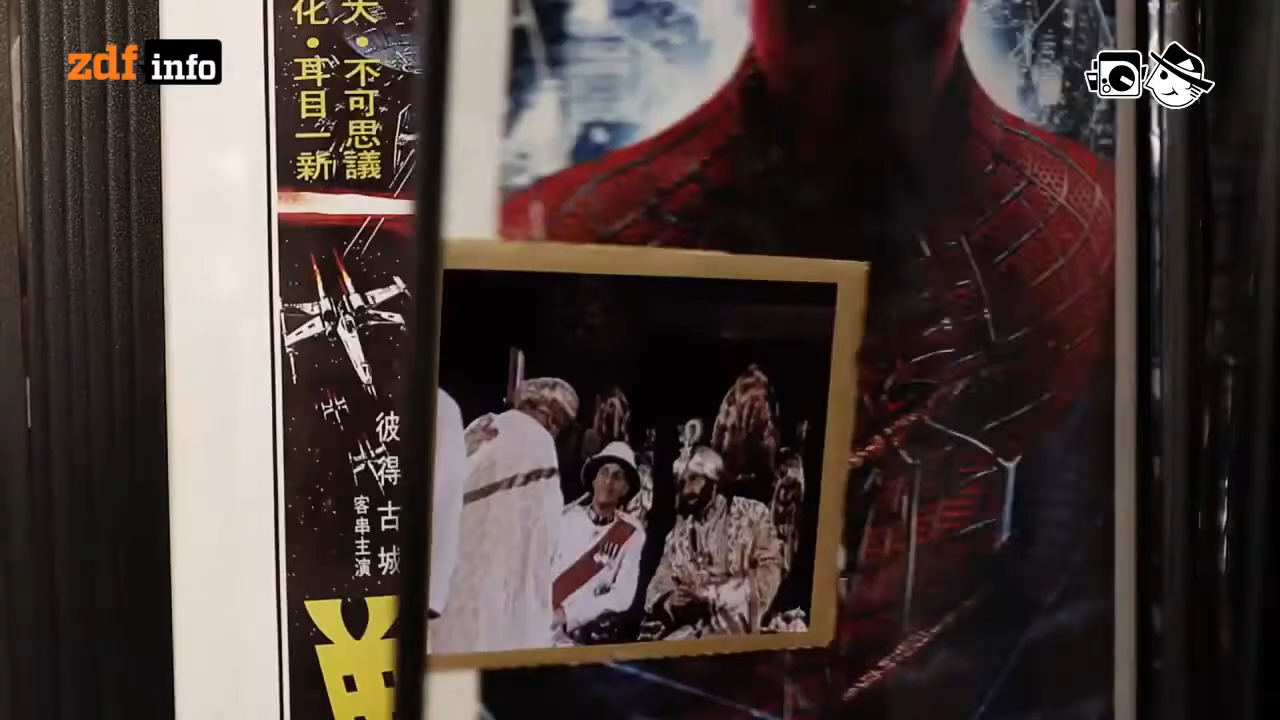 zdf info
不可思議
化・耳目一新
彼得古城
客串主演